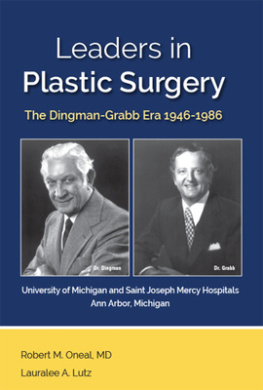 Leaders in
Plastic Surgery
The Dingman-Grabb Era 1946-1986
Dr. Dingman
Dr. Grabb
University of Michigan and Saint Joseph Mercy Hospitals
Ann Arbor, Michigan
Robert M. Oneal, MD
Lauralee A. Lutz